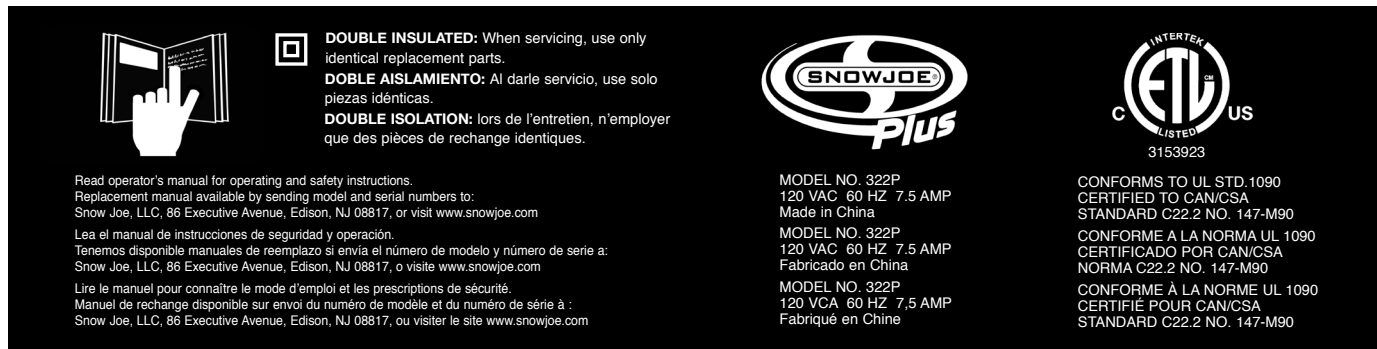 DOUBLE INSULATED: When servicing, use only
identical replacement parts.
DOBLE AISLAMIENTO: Al darle servicio, use solo
piezas idénticas.
DOUBLE ISOLATION: lors de l'entretien, n'employer
que des pièces de rechange identiques.
Read operator's manual for operating and safety instructions.
Replacement manual available by sending model and serial numbers to:
Snow Joe, LLC, 86 Executive Avenue, Edison, NJ 08817, or visit www.snowjoe.com
Lea el manual de instrucciones de seguridad y operación.
Tenemos disponible manuales de reemplazo si envía el número de modelo y número de serie a:
Snow Joe, LLC, 86 Executive Avenue, Edison, NJ 08817, o visite www.snowjoe.com
Lire le manuel pour connaître le mode d'emploi et les prescriptions de sécurité.
Manuel de rechange disponible sur envoi du numéro de modèle et du numéro de série à :
Snow Joe, LLC, 86 Executive Avenue, Edison, NJ 08817, ou visiter le site www.snowjoe.com
SNOWJOE®
Plus
MODEL NO. 322P
120 VAC 60 HZ 7.5 AMP
Made in China
MODEL NO. 322P
120 VAC 60 HZ 7.5 AMP
Fabricado en China
MODEL NO. 322P
120 VCA 60 HZ 7,5 AMP
Fabriqué en Chine
INTERTEK
ETL CM
C US
LISTED
3153923
CONFORMS TO UL STD.1090
CERTIFIED TO CAN/CSA
STANDARD C22.2 NO. 147-M90
CONFORME A LA NORMA UL 1090
CERTIFICADO POR CAN/CSA
NORMA C22.2 NO. 147-M90
CONFORME À LA NORME UL 1090
CERTIFIÉ POUR CAN/CSA
STANDARD C22.2 NO. 147-M90